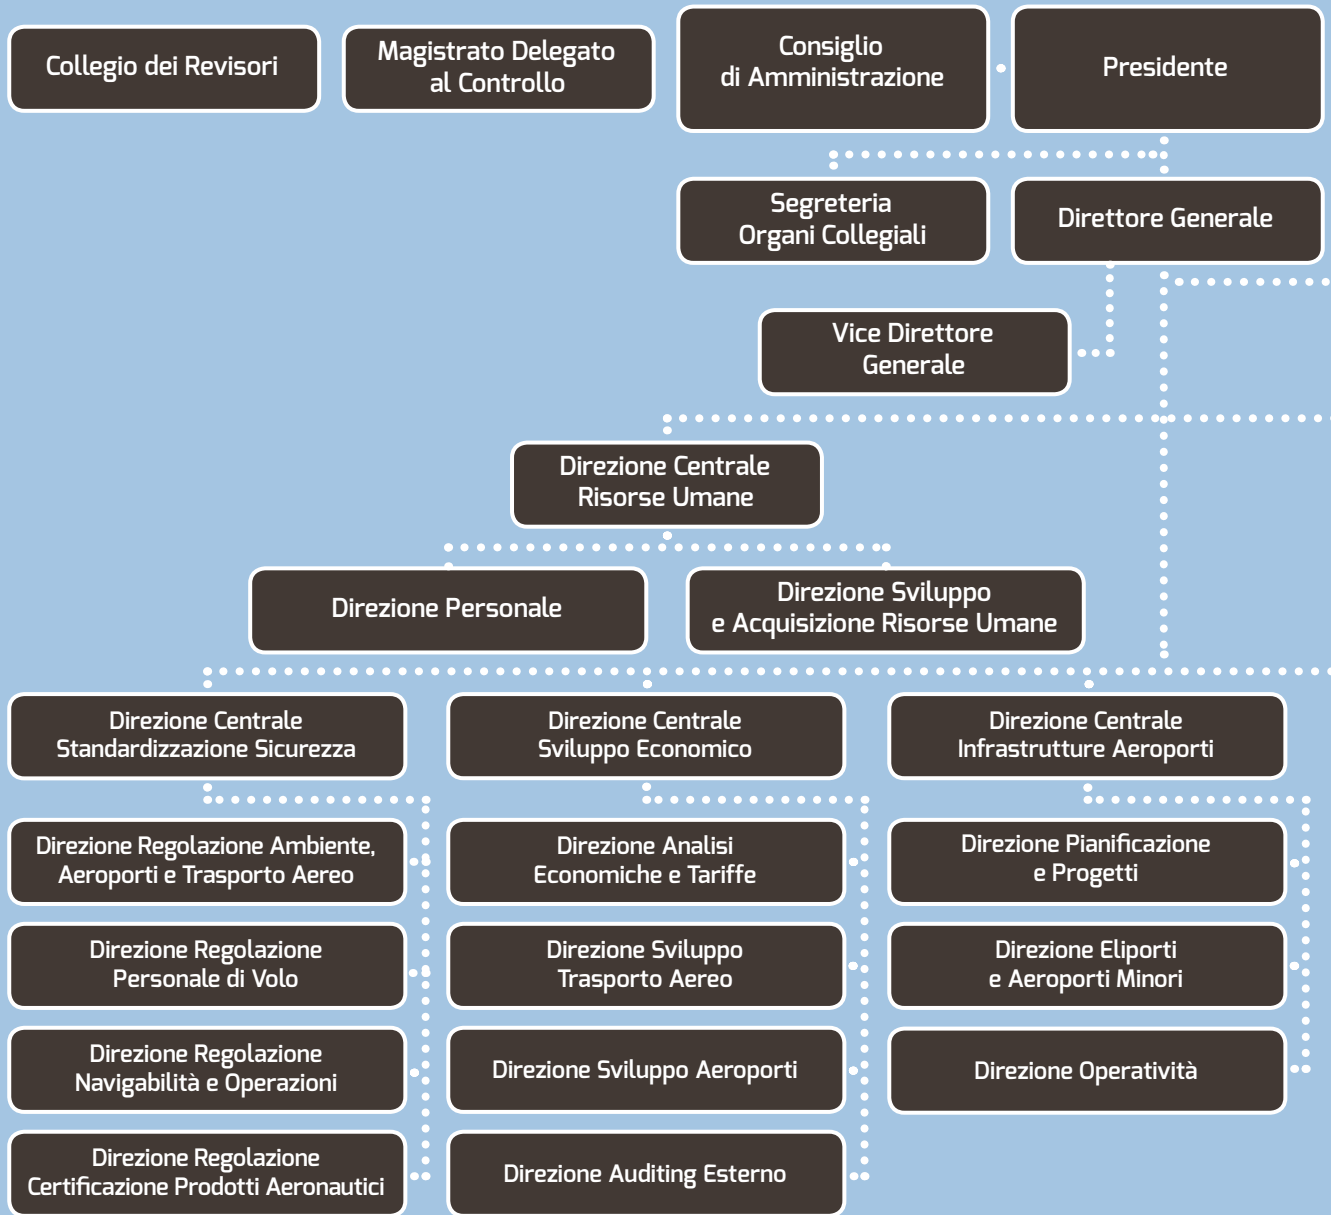 Collegio dei Revisori
Magistrato Delegato
al Controllo
Consiglio
di Amministrazione
Presidente
Segreteria
Organi Collegiali
Direttore Generale
Vice Direttore
Generale
Direzione Centrale
Risorse Umane
Direzione Personale
Direzione Sviluppo
e Acquisizione Risorse Umane
Direzione Centrale
Standardizzazione Sicurezza
Direzione Centrale
Sviluppo Economico
Direzione Centrale
Infrastrutture Aeroporti
Direzione Regolazione Ambiente,
Aeroporti e Trasporto Aereo
Direzione Analisi
Economiche e Tariffe
Direzione Pianificazione
e Progetti
Direzione Regolazione
Personale di Volo
Direzione Sviluppo
Trasporto Aereo
Direzione Eliporti
e Aeroporti Minori
Direzione Regolazione
Navigabilità e Operazioni
Direzione Sviluppo Aeroporti
Direzione Operatività
Direzione Regolazione
Certificazione Prodotti Aeronautici
Direzione Auditing Esterno